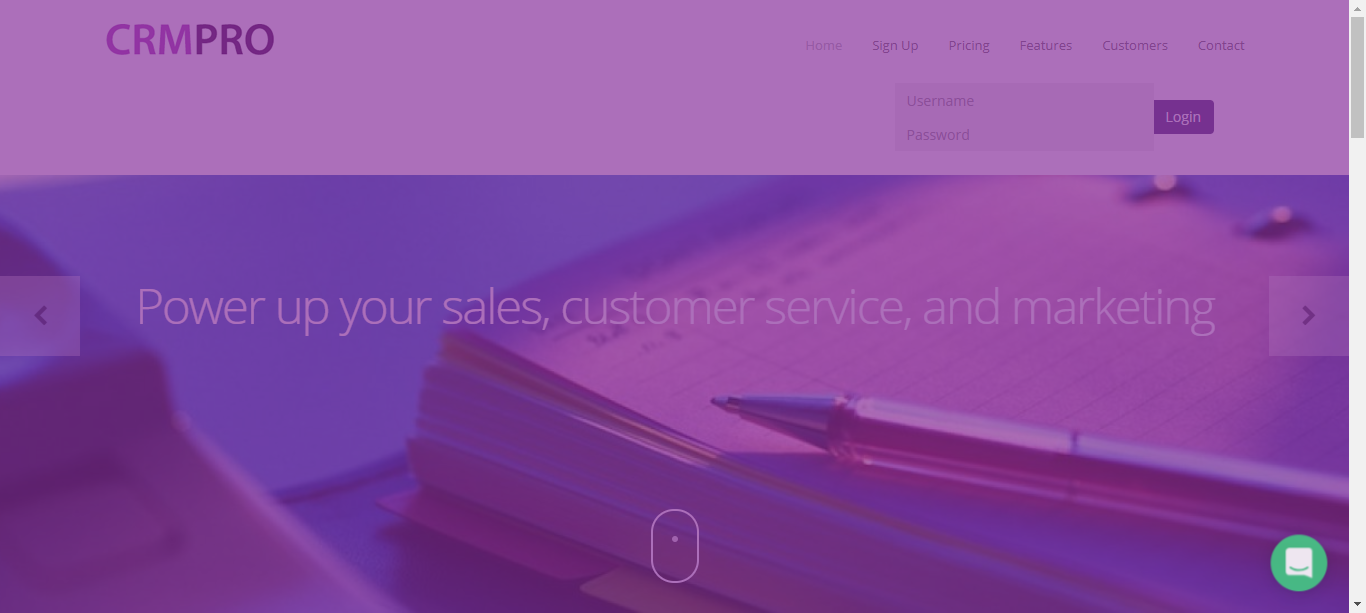 CRMPRO
Home Sign Up Pricing Features Customers Contact
Username
Login
Password
Power up your sales, customer service, and marketing